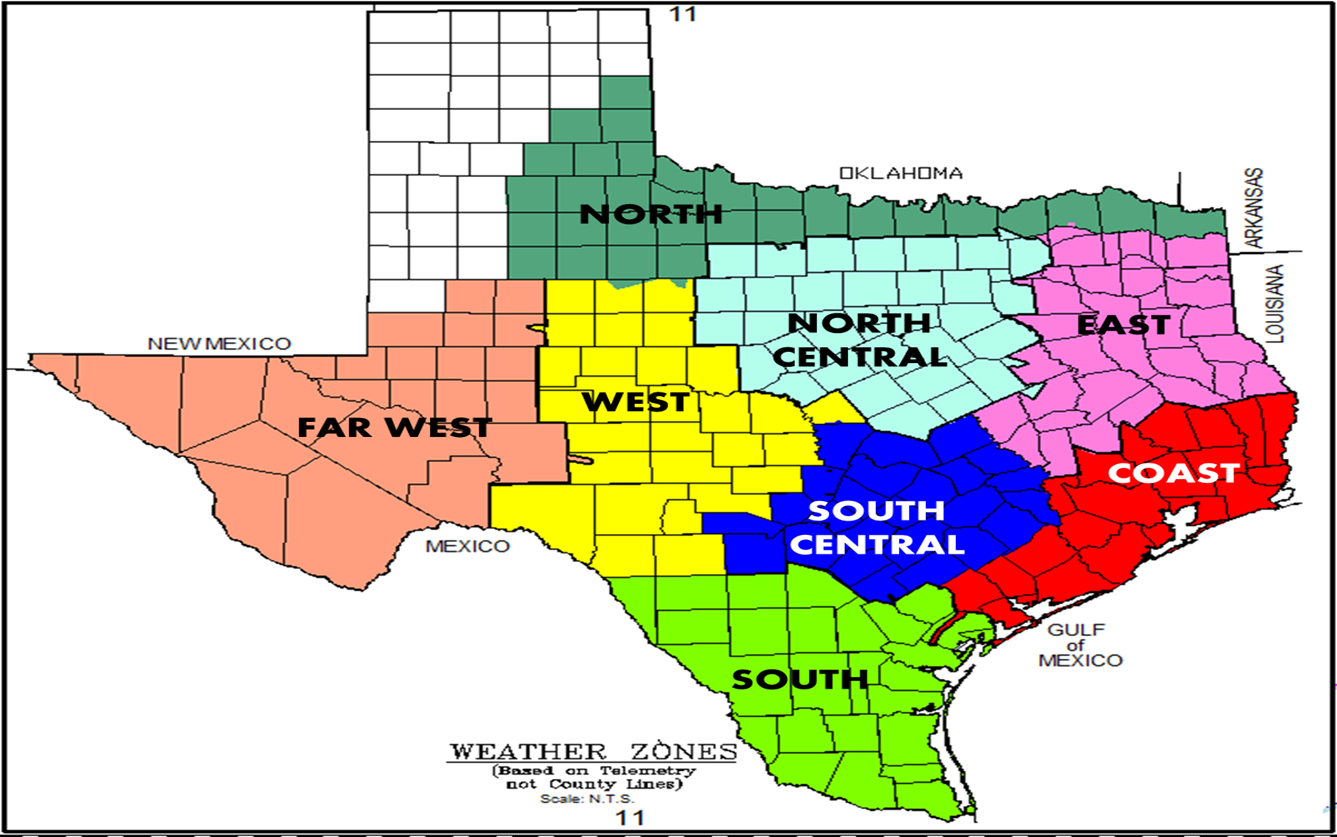 11
OKLAHOMA
ARKANSAS
NORTH
LOUISIANA
NEW MEXICO
NORTH
CENTRAL
EAST
WEST
FAR WEST
COAST
SOUTH
CENTRAL
MEXICO
GULF
of
MEXICO
SOUTH
WEATHER ZONES
(Based on Telemetry
not County Lines)
Scale: N.T.S.
11